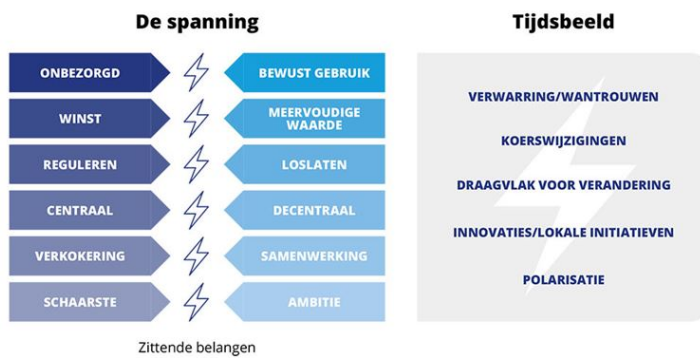 De spanning
ONBEZORGD
BEWUST GEBRUIK
WINST
MEERVOUDIGE
WAARDE
REGULEREN
LOSLATEN
CENTRAAL
DECENTRAAL
VERKOKERING
SAMENWERKING
SCHAARSTE
AMBITIE
Zittende belangen
Tijdsbeeld
VERWARRING/WANTROUWEN
KOERSWIJZIGINGEN
DRAAGVLAK VOOR VERANDERING
INNOVATIES/LOKALE INITIATIEVEN
POLARISATIE